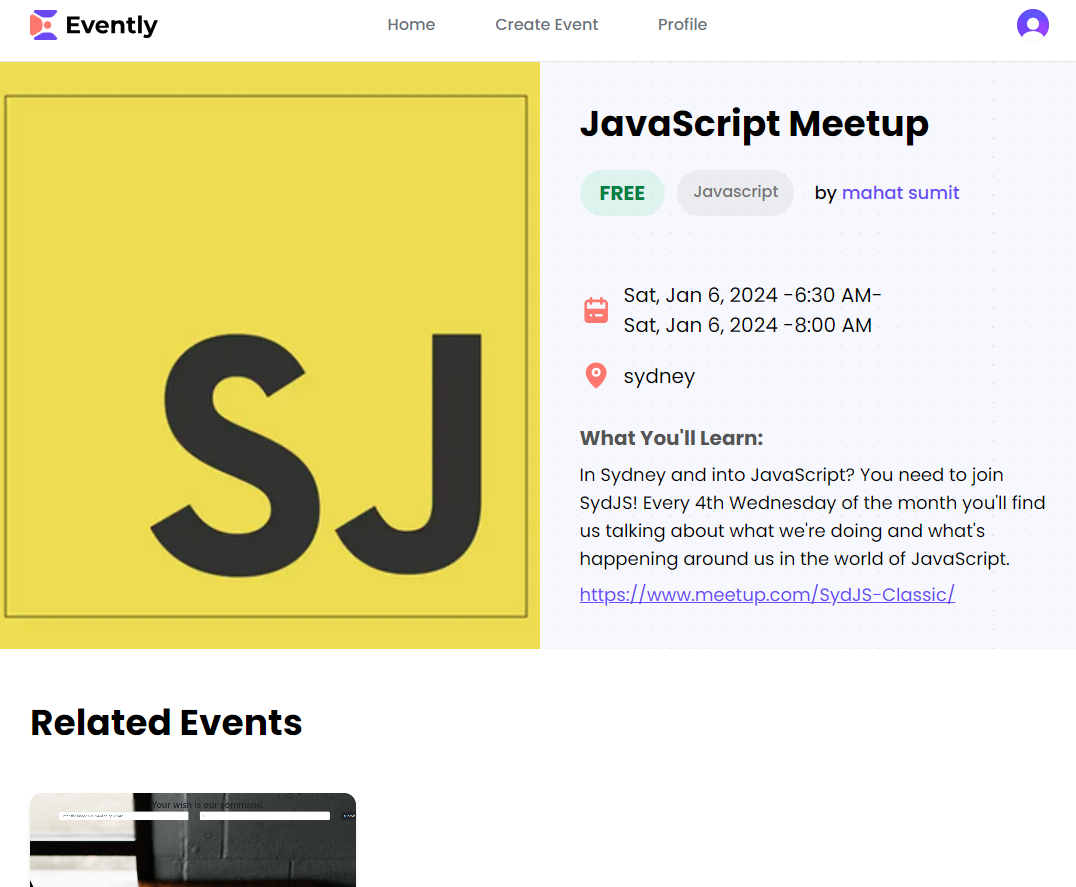 Evently
Home
Create Event
Profile
SJ
JavaScript Meetup
FREE
Javascript
by mahat sumit
Sat, Jan 6, 2024 -6:30 AM-
Sat, Jan 6, 2024 -8:00 AM
sydney
What You'll Learn:
In Sydney and into JavaScript? You need to join
SydJS! Every 4th Wednesday of the month you'll find
us talking about what we're doing and what's
happening around us in the world of JavaScript.
https://www.meetup.com/SydJS-Classic/
Related Events
Your wish is our command.